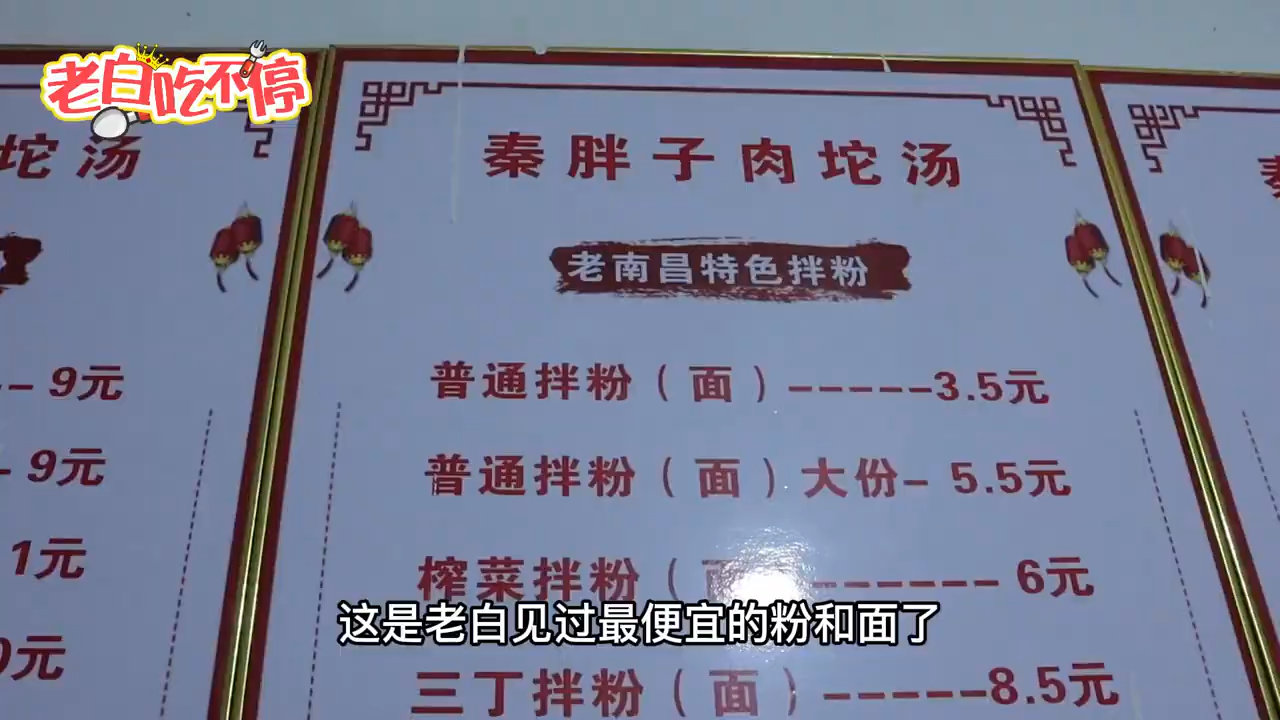 老白吃不停
坨汤
9元
9元
1元
0元
秦胖子肉坨汤
老南昌特色拌粉
普通拌粉（面）-----3.5元
普通拌粉（面）大份- 5.5元
榨菜拌粉（面）------ 6元
三丁拌粉（面）-----8.5元
这是老白见过最便宜的粉和面了